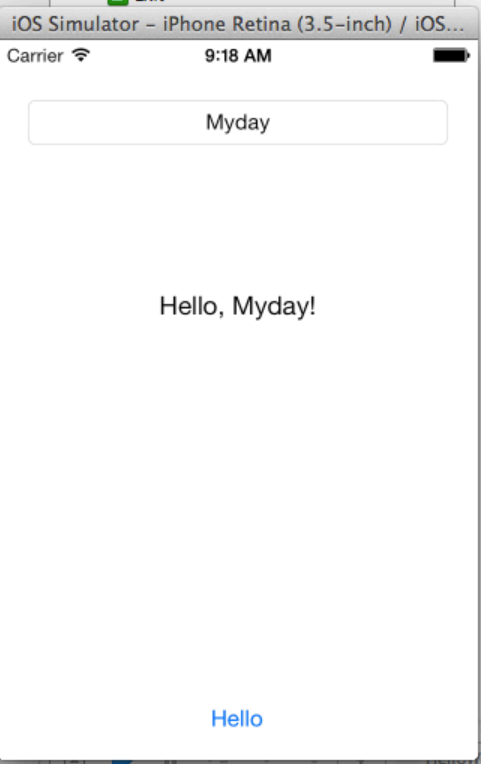 iOS Simulator – iPhone Retina (3.5–inch) / iOS...
Carrier 9:18 AM
Myday
Hello, Myday!
Hello